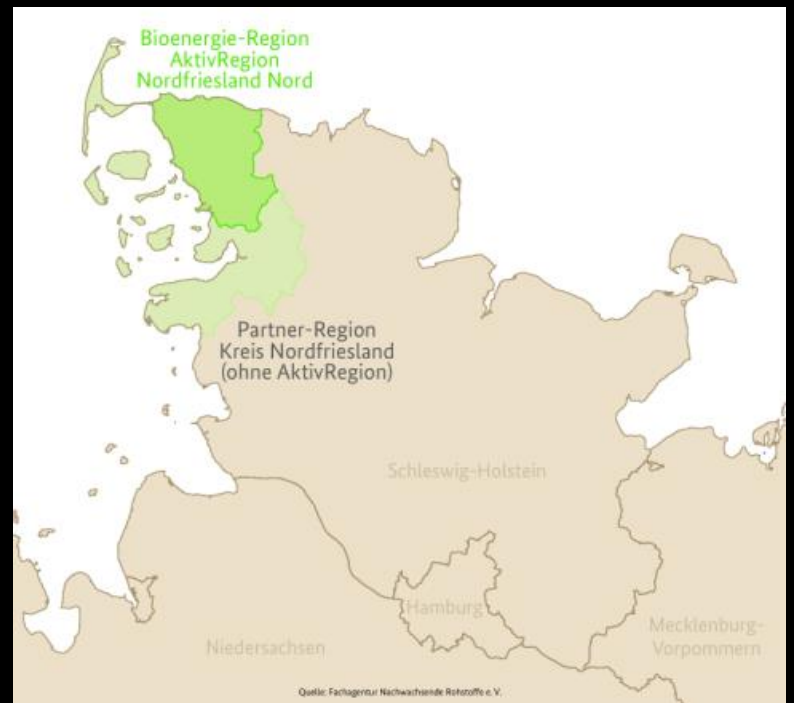 Bioenergie-Region
AktivRegion
Nordfriesland Nord
Partner-Region
Kreis Nordfriesland
(ohne AktivRegion)
Schleswig-Holstein
Hamburg
Niedersachsen
Mecklenburg-
Vorpommern
Quelle: Fachagentur Nachwachsende Rohstoffe e. V.